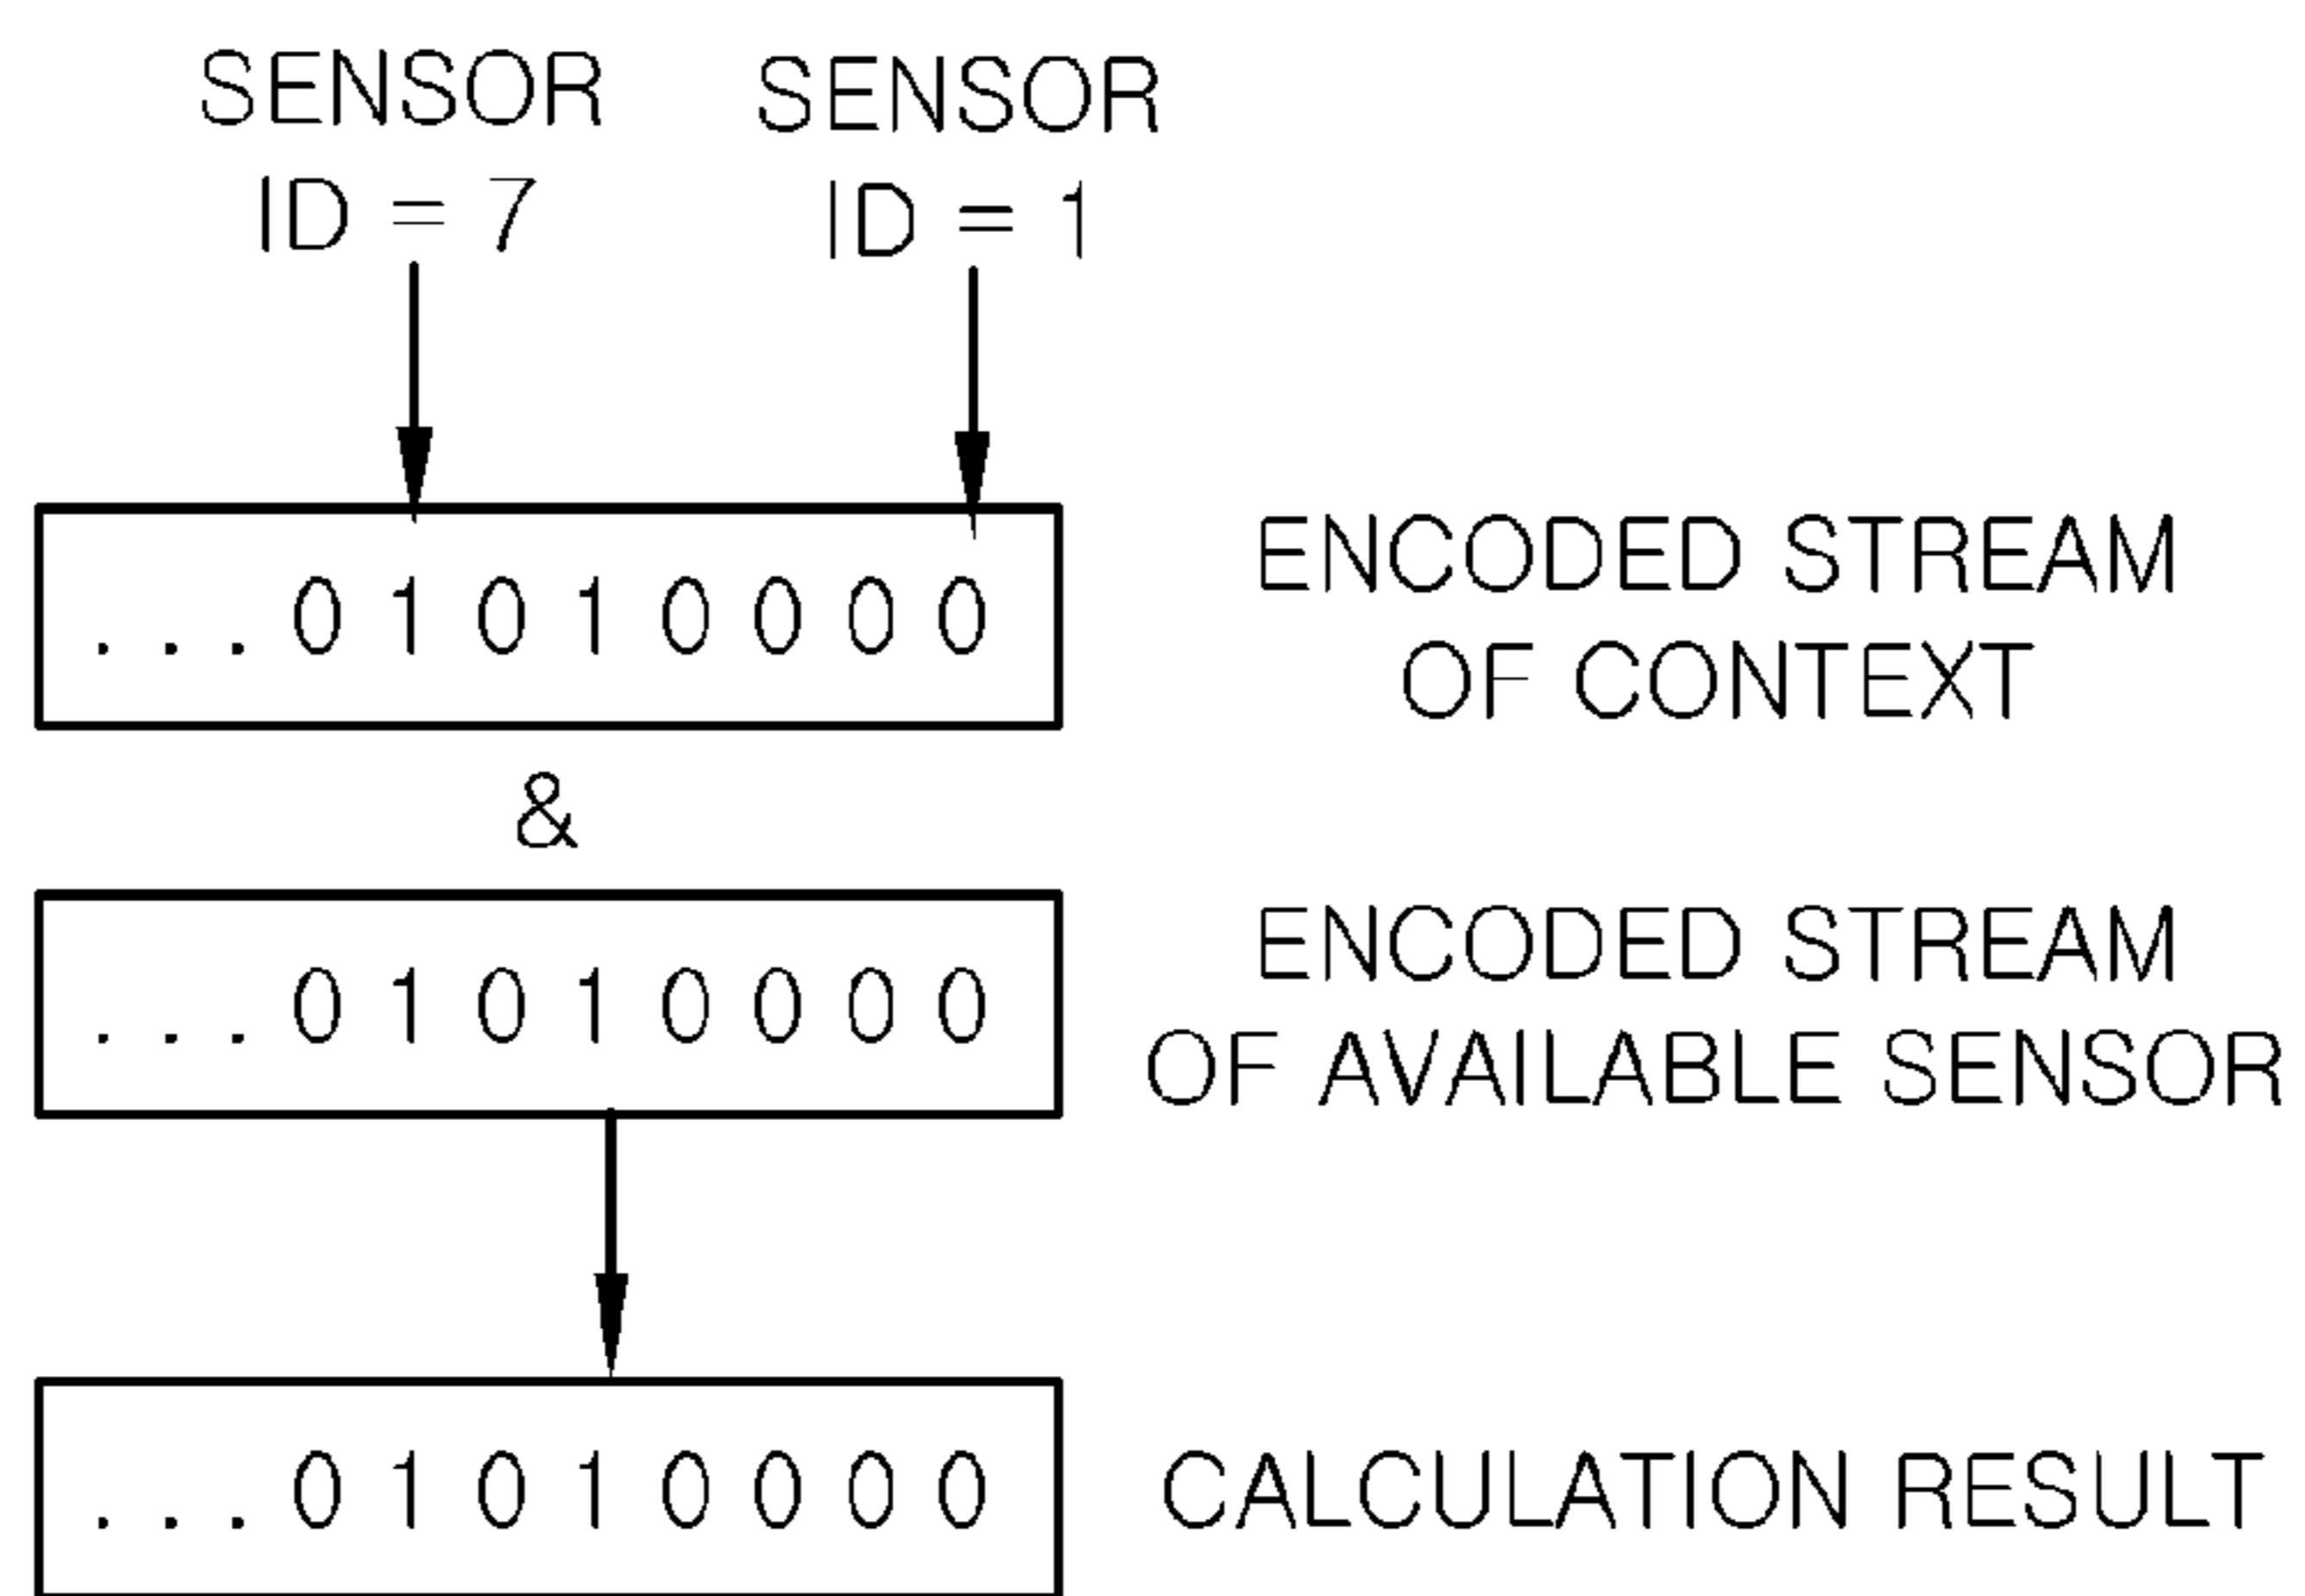 SENSOR
ID = 7
SENSOR
ID = 1
...01010000
ENCODED STREAM
OF CONTEXT
&
...01010000
ENCODED STREAM
OF AVAILABLE SENSOR
...01010000
CALCULATION RESULT